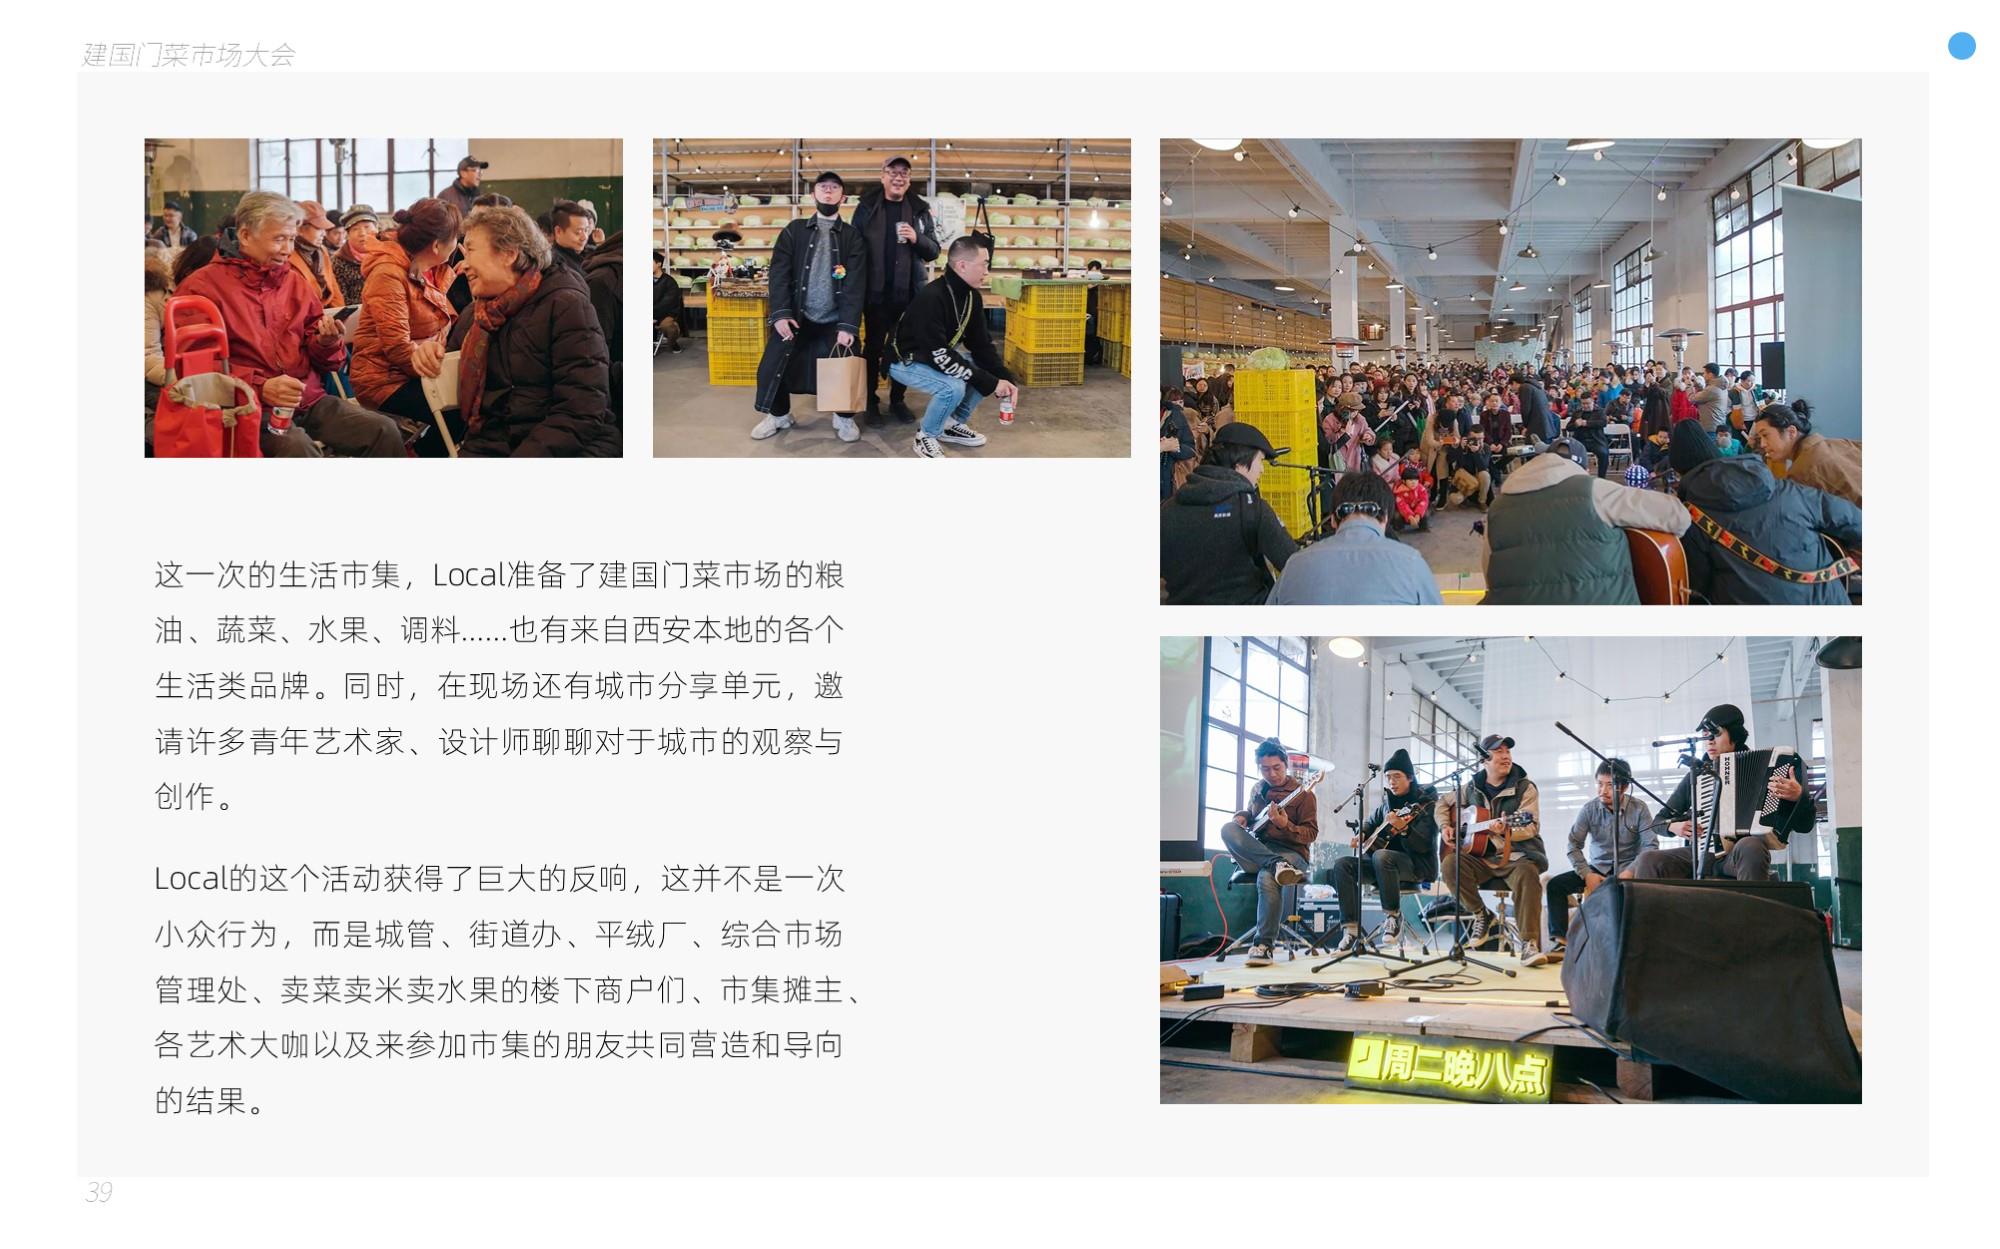 建国门菜市场大会
BELONG
这一次的生活市集，Local准备了建国门菜市场的粮
油、蔬菜、水果、调料......也有来自西安本地的各个
生活类品牌。同时，在现场还有城市分享单元，邀
请许多青年艺术家、设计师聊聊对于城市的观察与
创作。
Local的这个活动获得了巨大的反响，这并不是一次
小众行为，而是城管、街道办、平绒厂、综合市场
管理处、卖菜卖米卖水果的楼下商户们、市集摊主、
各艺术大咖以及来参加市集的朋友共同营造和导向
的结果。
HOHNER
周二晚八点
39